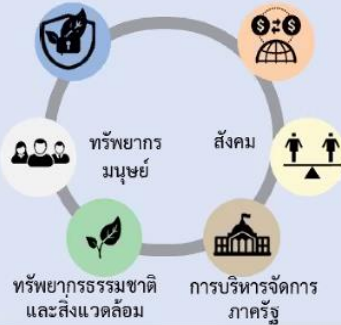 ทรัพยากร
มนุษย์
สังคม
ทรัพยากรธรรมชาติ
และสิ่งแวดล้อม
การบริหารจัดการ
ภาครัฐ